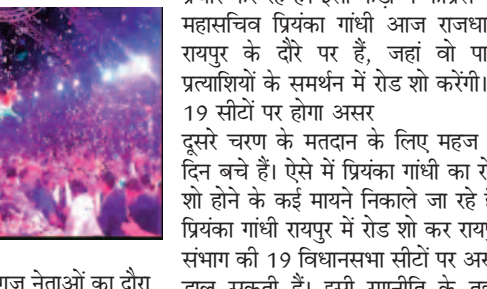 महासचिव प्रियंका गांधी आज
रायपुर के दौरे पर हैं, जहां वो
प्रत्याशियों के समर्थन में रोड शो करेंगी।
19 सीटों पर होगा असर
दूसरे चरण के मतदान के लिए महज
दिन बचे हैं। ऐसे में प्रियंका गांधी का
शो होने के कई मायने निकाले जा रहे
प्रियंका गांधी रायपुर में रोड शो कर
संभाग की 19 विधानसभा सीटों पर
नेताओं का दौरा